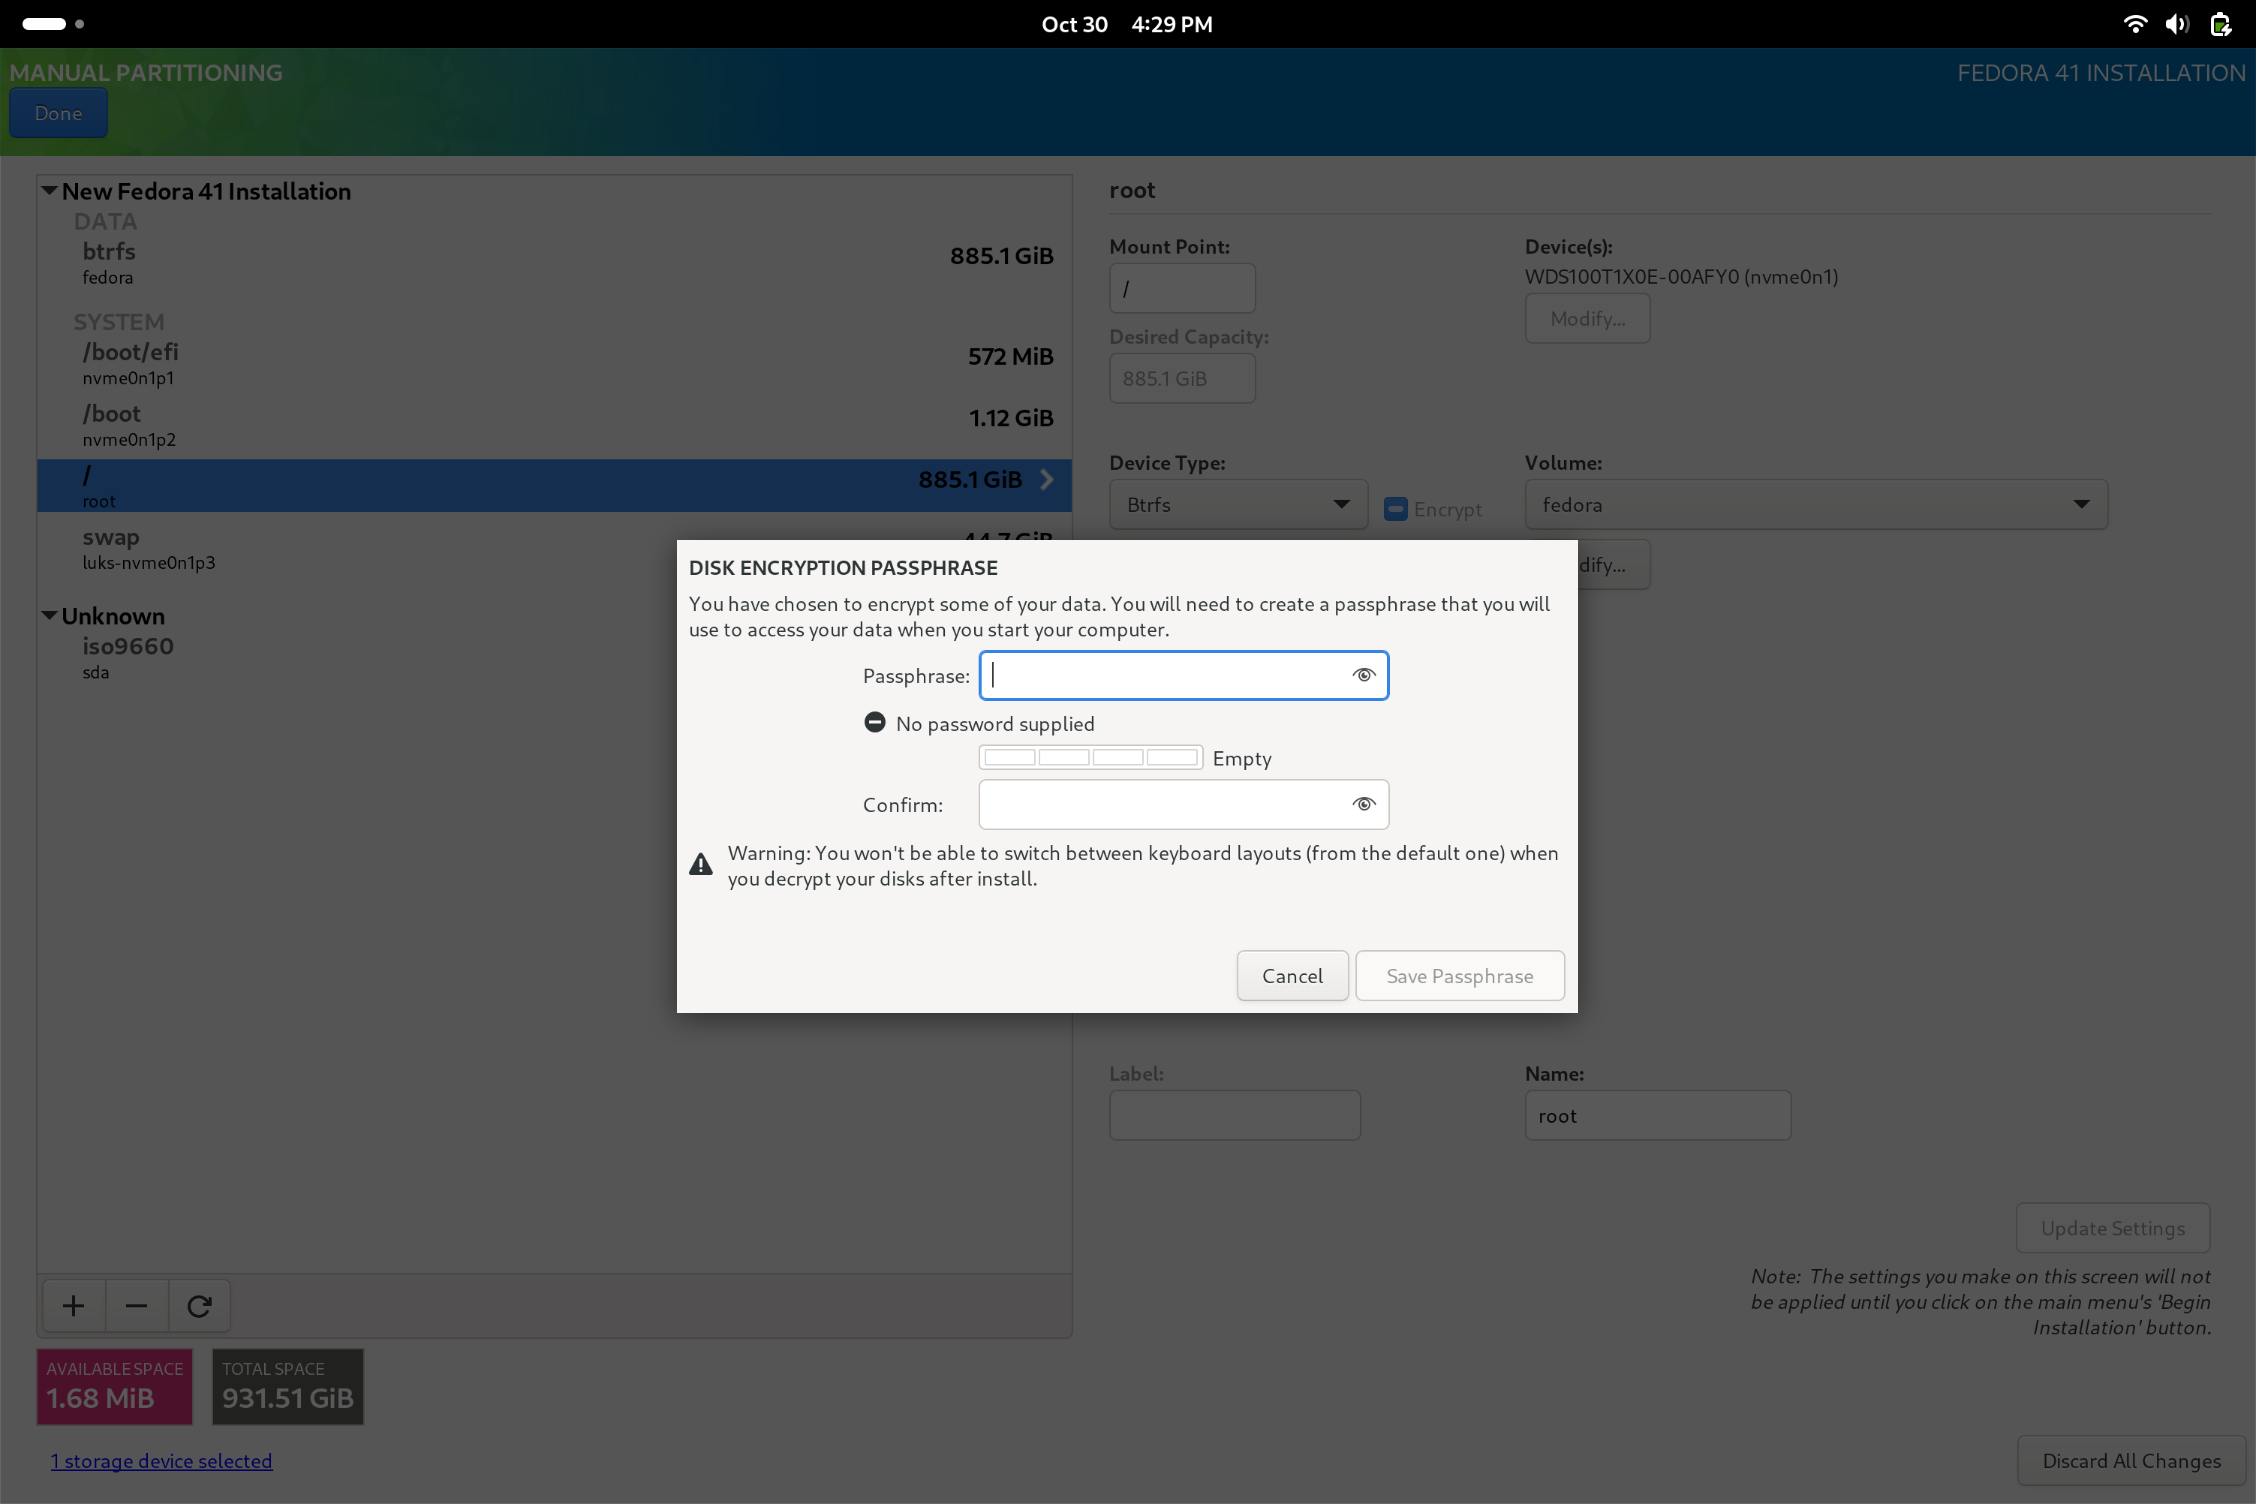 Oct 30 4:29 PM
MANUAL PARTITIONING
FEDORA 41 INSTALLATION
Done
New Fedora 41 Installation
DATA
btrfs
885.1 GiB
fedora
SYSTEM
/boot/efi
572 MiB
nvme0n1p1
/boot
1.12 GiB
nvme0n1p2
/
885.1 GiB
root
swap
44.7 GiB
luks-nvme0n1p3
Unknown
iso9660
sda
root
Mount Point:
/
Desired Capacity:
885.1 GiB
Device(s):
WDS100T1X0E-00AFY0 (nvme0n1)
Modify...
Device Type:
Btrfs
Encrypt
Volume:
fedora
dify...
DISK ENCRYPTION PASSPHRASE
You have chosen to encrypt some of your data. You will need to create a passphrase that you will
use to access your data when you start your computer.
Passphrase:
No password supplied
Empty
Confirm:
Warning: You won't be able to switch between keyboard layouts (from the default one) when
you decrypt your disks after install.
Cancel
Save Passphrase
Label:
Name:
root
Update Settings
Note: The settings you make on this screen will not
be applied until you click on the main menu's 'Begin
Installation' button.
AVAILABLE SPACE
1.68 MiB
TOTAL SPACE
931.51 GiB
1 storage device selected
Discard All Changes